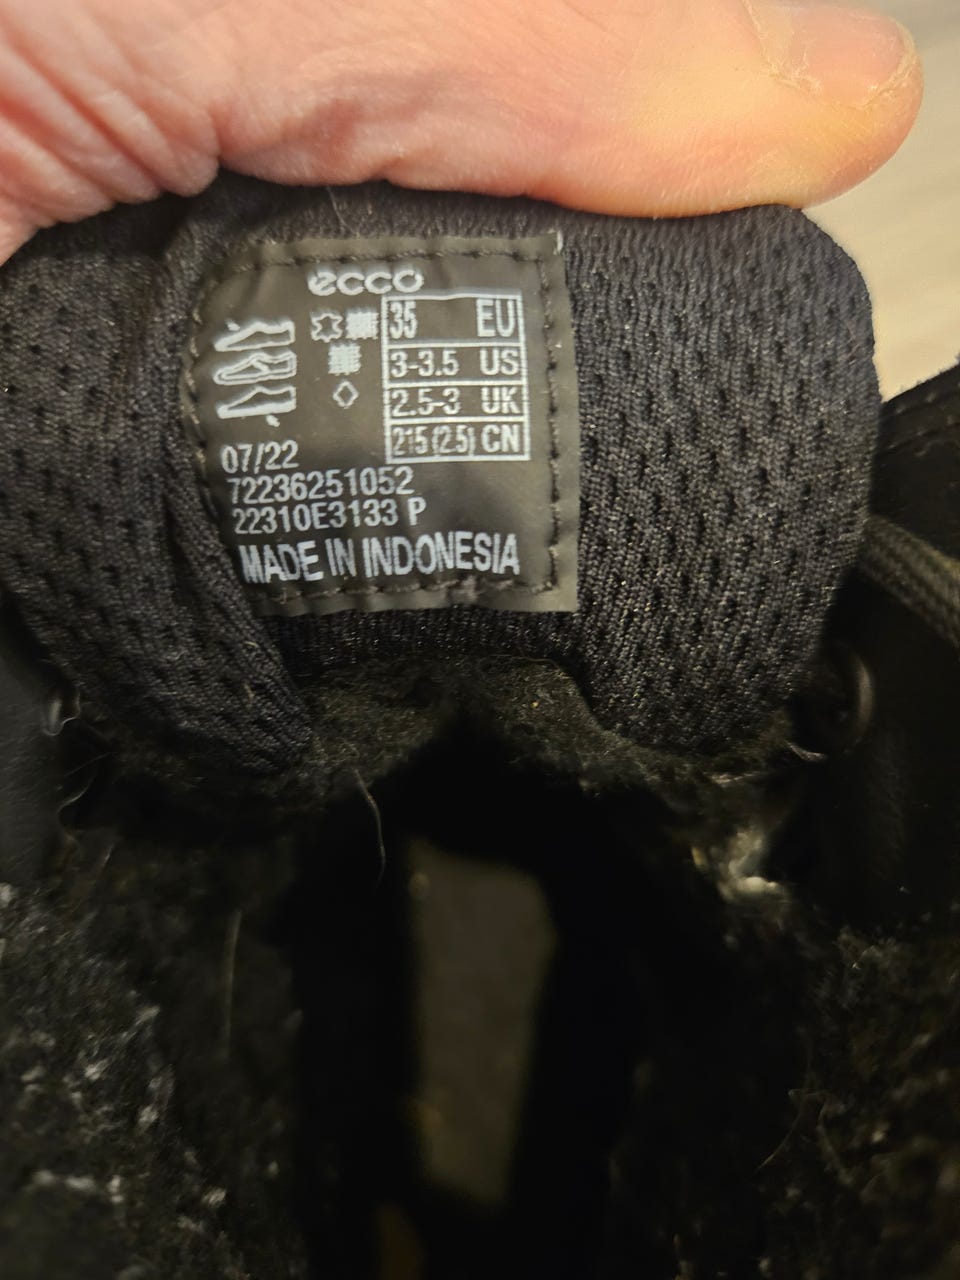 ecco
35 EU
3-3.5 US
2.5-3 UK
215 (2.5) CN
07/22
72236251052
22310E3133 P
MADE IN INDONESIA